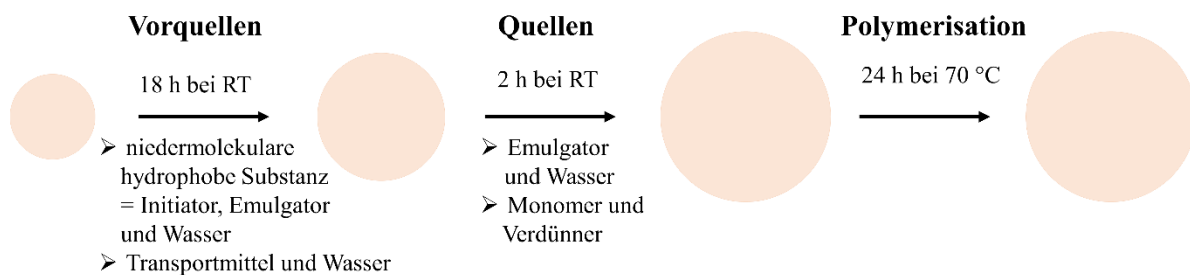 Vorquellen
18 h bei RT
➢ niedermolekulare
hydrophobe Substanz
= Initiator, Emulgator
und Wasser
➢ Transportmittel und Wasser
Quellen
2 h bei RT
➢ Emulgator
und Wasser
➢ Monomer und
Verdünner
Polymerisation
24 h bei 70 °C